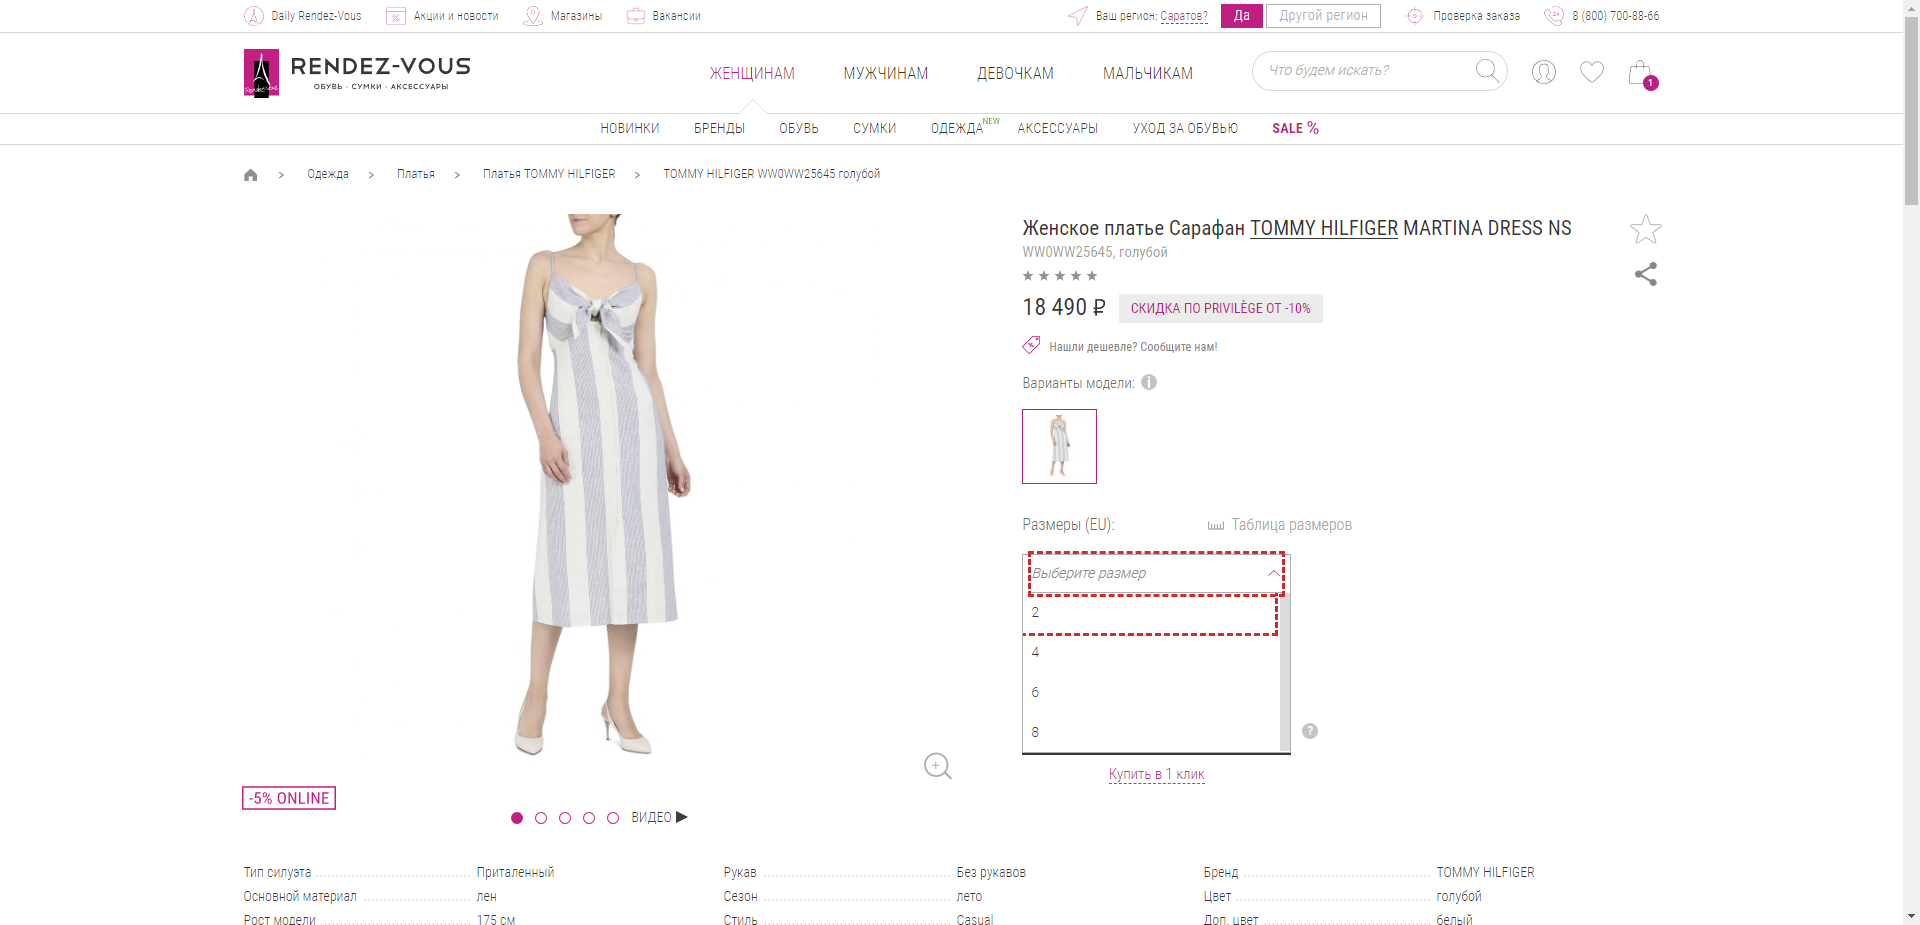 Daily Rendez-Vous
Акции и новости
Магазины
Вакансии
Ваш регион: Саратов?
Да
Другой регион
Проверка заказа
8 (800) 700-88-66
RENDEZ-VOUS
ОБУВЬ · СУМКИ · АКСЕССУАРЫ
ЖЕНЩИНАМ
МУЖЧИНАМ
ДЕВОЧКАМ
МАЛЬЧИКАМ
Что будем искать?
1
НОВИНКИ
БРЕНДЫ
ОБУВЬ
СУМКИ
ОДЕЖДА NEW
АКСЕССУАРЫ
УХОД ЗА ОБУВЬЮ
SALE %
> Одежда > Платья > Платья TOMMY HILFIGER > TOMMY HILFIGER WW0WW25645 голубой
Женское платье Сарафан TOMMY HILFIGER MARTINA DRESS NS
WW0WW25645, голубой
18 490 ₽
СКИДКА ПО PRIVILÈGE ОТ -10%
Нашли дешевле? Сообщите нам!
Варианты модели:
Размеры (EU):
Таблица размеров
Выберите размер
2
4
6
8
?
Купить в 1 клик
-5% ONLINE
ВИДЕО
Тип силуэта Приталенный
Основной материал лен
Рост модели 175 см
Рукав Без рукавов
Сезон лето
Стиль Casual
Бренд TOMMY HILFIGER
Цвет голубой
Доп. цвет белый